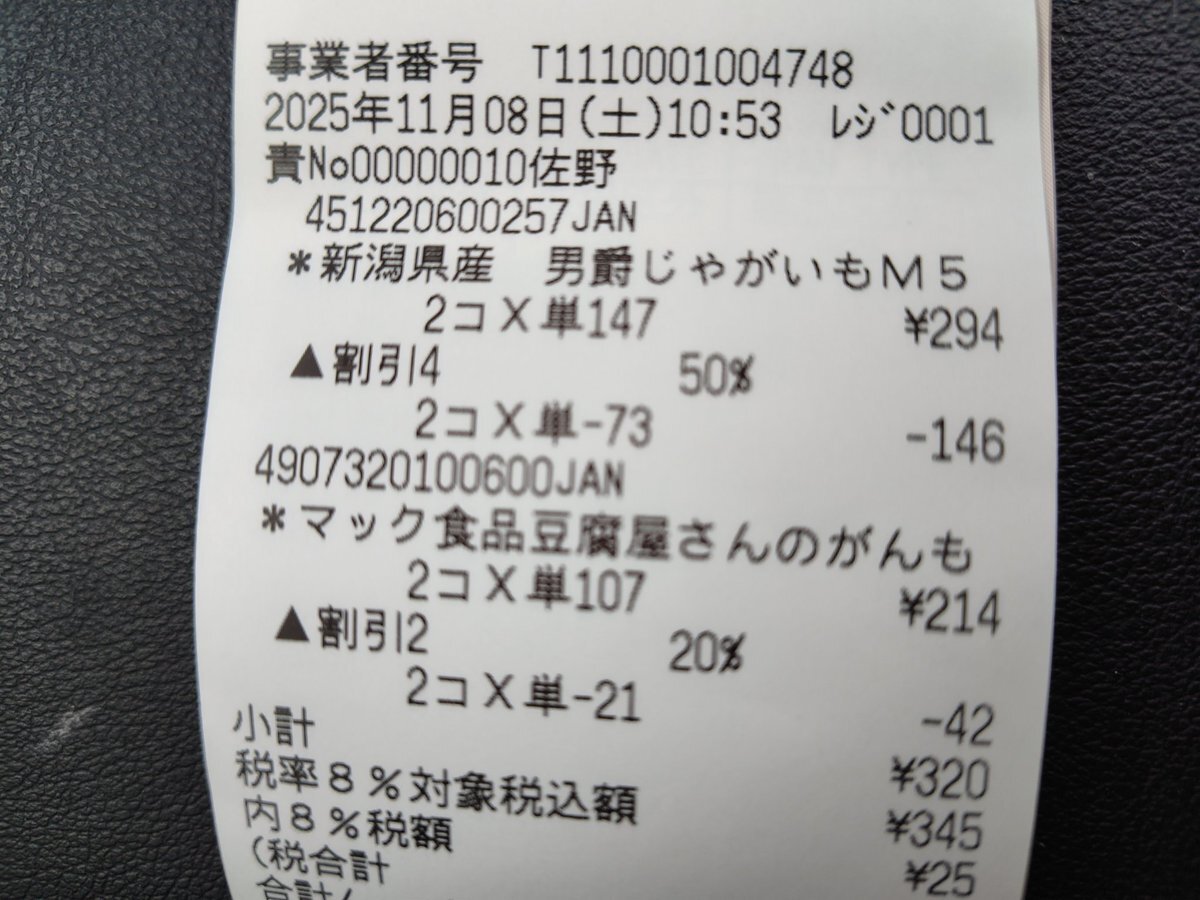 事業者番号 T1110001004748
2025年11月08日(土)10:53 レジ0001
責No00000010佐野
451220600257JAN
*新潟県産 男爵じゃがいもM5
2コX単147 ¥294
▲割引4 50%
2コX単-73 -146
4907320100600JAN
*マック食品豆腐屋さんのがんも
2コX単107 ¥214
▲割引2 20%
2コX単-21 -42
小計 ¥320
税率8%対象税込額 ¥345
内8%税額 ¥25
(税合計
合計/